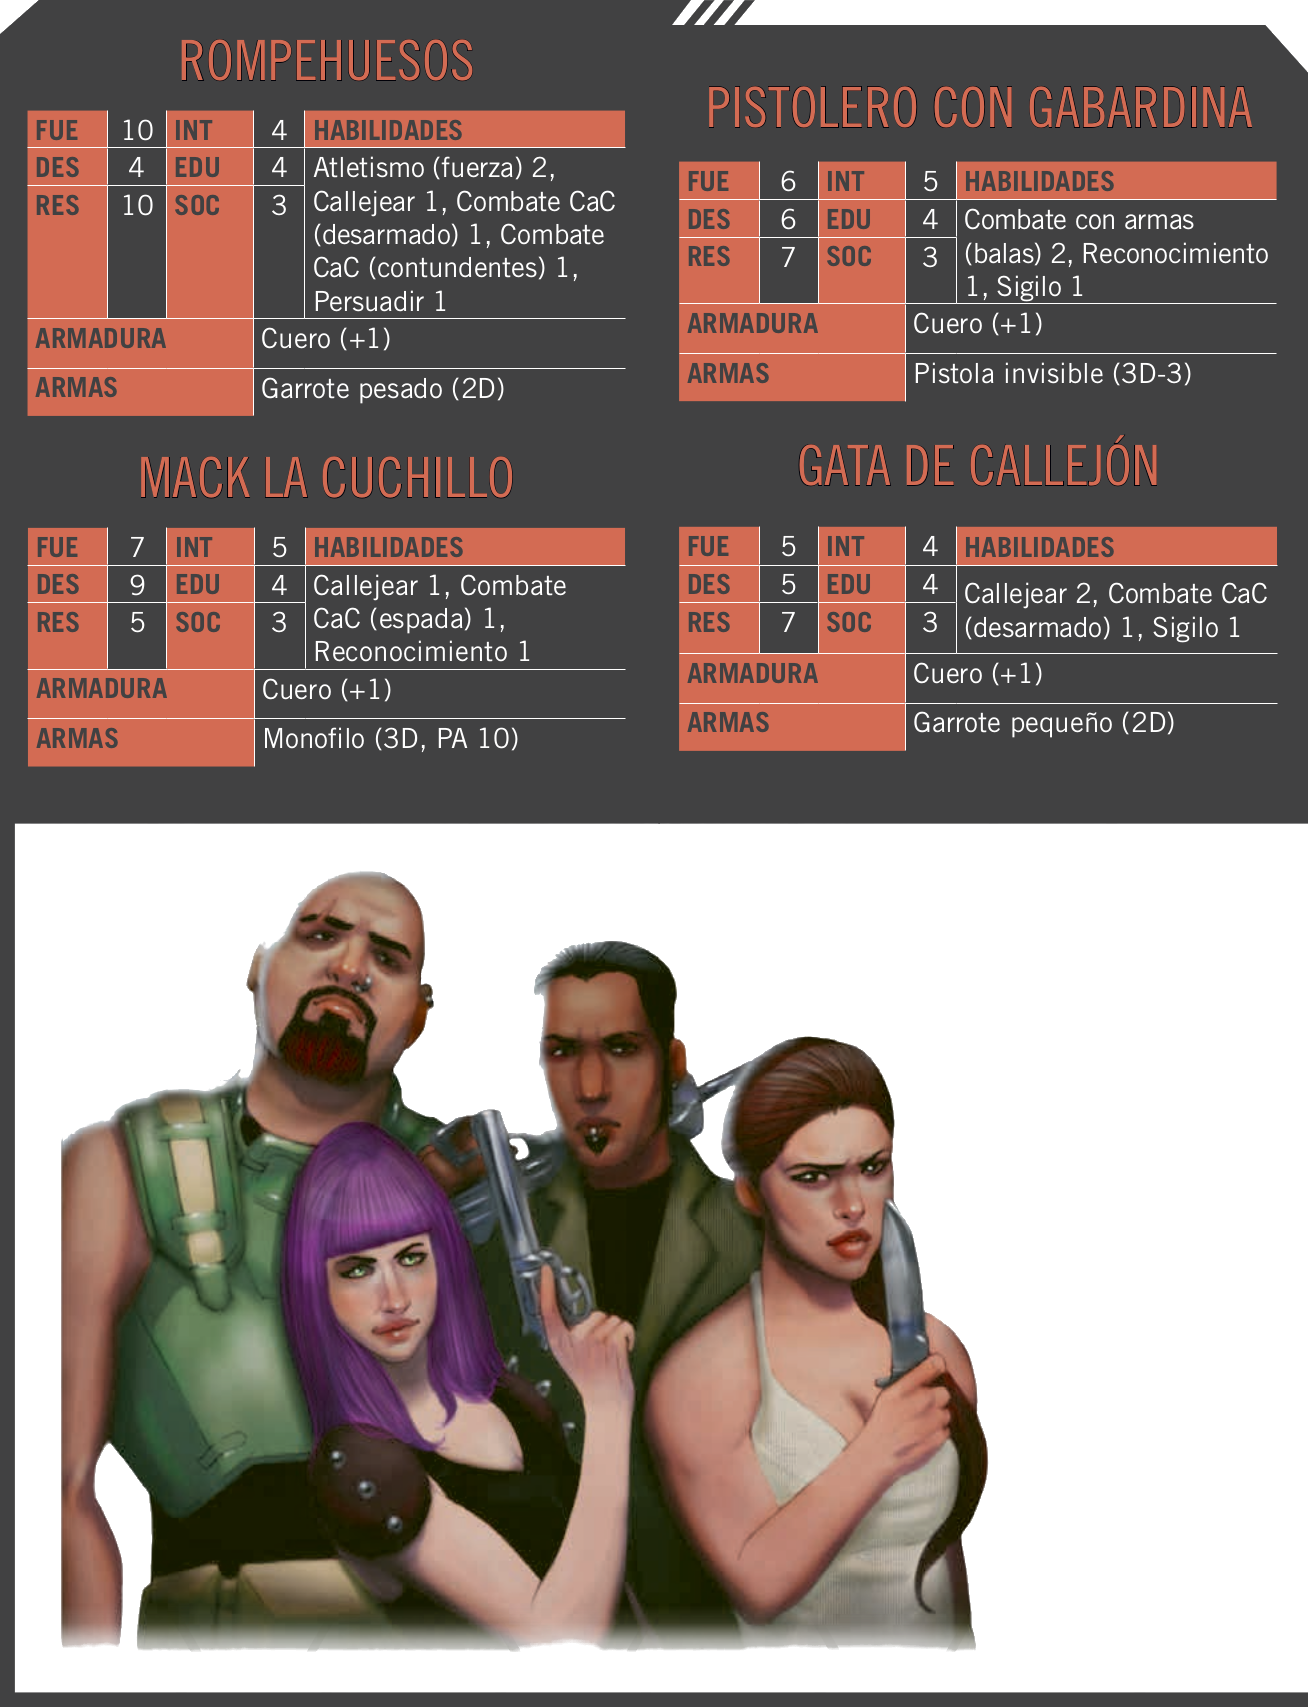 ROMPEHUESOS
FUE 10 INT 4 HABILIDADES
DES 4 EDU 4 Atletismo (fuerza) 2,
RES 10 SOC 3 Callejear 1, Combate CaC
(desarmado) 1, Combate
CaC (contundentes) 1,
Persuadir 1
ARMADURA Cuero (+1)
ARMAS Garrote pesado (2D)
MACK LA CUCHILLO
FUE 7 INT 5 HABILIDADES
DES 9 EDU 4 Callejear 1, Combate
RES 5 SOC 3 CaC (espada) 1,
Reconocimiento 1
ARMADURA Cuero (+1)
ARMAS Monofilo (3D, PA 10)
PISTOLERO CON GABARDINA
FUE 6 INT 5 HABILIDADES
DES 6 EDU 4 Combate con armas
RES 7 SOC 3 (balas) 2, Reconocimiento
1, Sigilo 1
ARMADURA Cuero (+1)
ARMAS Pistola invisible (3D-3)
GATA DE CALLEJÓN
FUE 5 INT 4 HABILIDADES
DES 5 EDU 4 Callejear 2, Combate CaC
RES 7 SOC 3 (desarmado) 1, Sigilo 1
ARMADURA Cuero (+1)
ARMAS Garrote pequeño (2D)